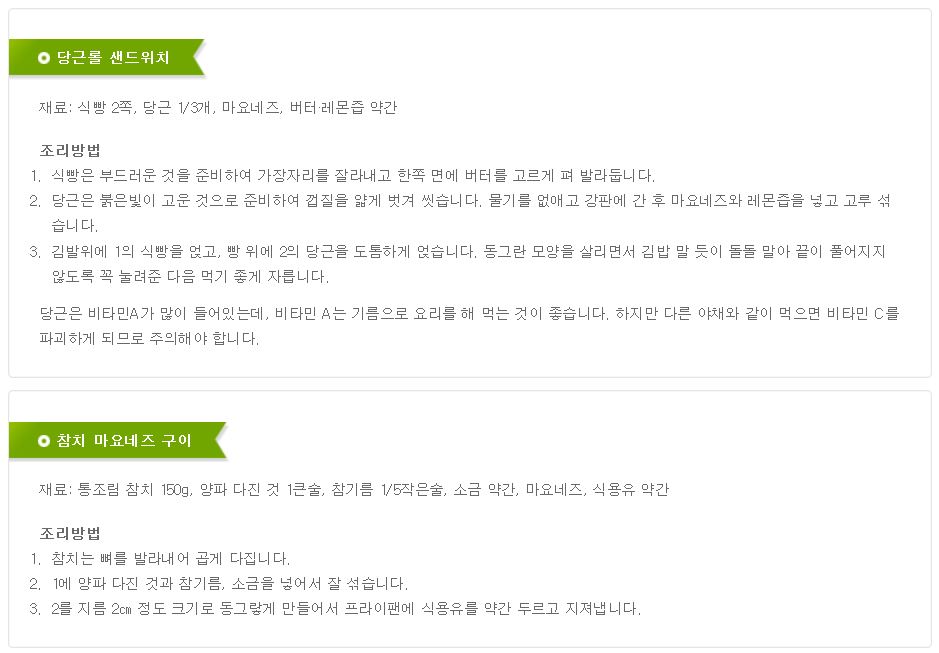 당근롤 샌드위치
재료: 식빵 2쪽, 당근 1/3개, 마요네즈, 버터·레몬즙 약간
조리방법
1. 식빵은 부드러운 것을 준비하여 가장자리를 잘라내고 한쪽 면에 버터를 고르게 펴 발라둡니다.
2. 당근은 붉은빛이 고운 것으로 준비하여 껍질을 얇게 벗겨 씻습니다. 물기를 없애고 강판에 간 후 마요네즈와 레몬즙을 넣고 고루 섞
습니다.
3. 김발위에 1의 식빵을 얹고, 빵 위에 2의 당근을 도톰하게 얹습니다. 동그란 모양을 살리면서 김밥 말 듯이 돌돌 말아 끝이 풀어지지
않도록 꼭 눌려준 다음 먹기 좋게 자릅니다.
당근은 비타민A가 많이 들어있는데, 비타민 A는 기름으로 요리를 해 먹는 것이 좋습니다. 하지만 다른 야채와 같이 먹으면 비타민 C를
파괴하게 되므로 주의해야 합니다.
참치 마요네즈 구이
재료: 통조림 참치 150g, 양파 다진 것 1큰술, 참기름 1/5작은술, 소금 약간, 마요네즈, 식용유 약간
조리방법
1. 참치는 뼈를 발라내어 곱게 다집니다.
2. 1에 양파 다진 것과 참기름, 소금을 넣어서 잘 섞습니다.
3. 2를 지름 2㎝ 정도 크기로 동그랗게 만들어서 프라이팬에 식용유를 약간 두르고 지져냅니다.